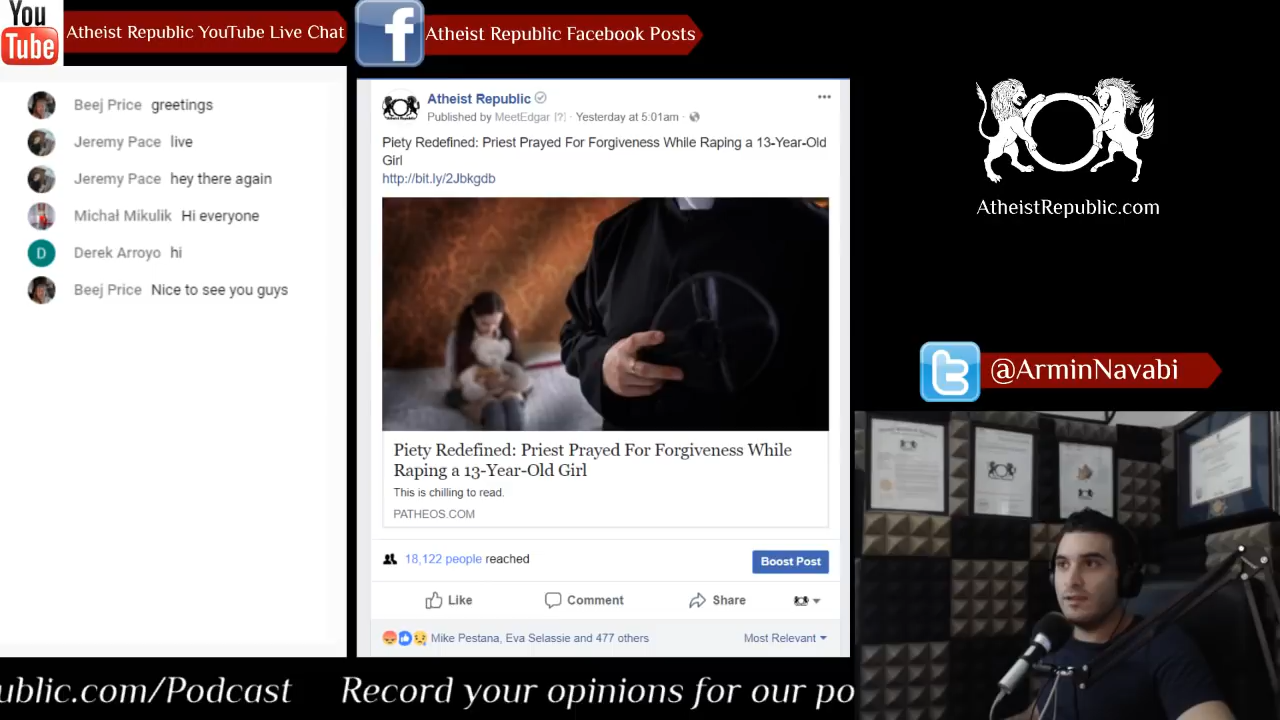 You
Tube
Atheist Republic YouTube Live Chat
Atheist Republic Facebook Posts
Beej Price greetings
Jeremy Pace live
Jeremy Pace hey there again
Michał Mikulik Hi everyone
D Derek Arroyo hi
Beej Price Nice to see you guys
Atheist Republic
Published by MeetEdgar [?] · Yesterday at 5:01am ·
Piety Redefined: Priest Prayed For Forgiveness While Raping a 13-Year-Old
Girl
http://bit.ly/2Jbkgdb
Piety Redefined: Priest Prayed For Forgiveness While
Raping a 13-Year-Old Girl
This is chilling to read.
PATHEOS.COM
18,122 people reached
Boost Post
Like Comment Share
Mike Pestana, Eva Selassie and 477 others Most Relevant
AtheistRepublic.com
@ArminNavabi
ublic.com/Podcast Record your opinions for our po